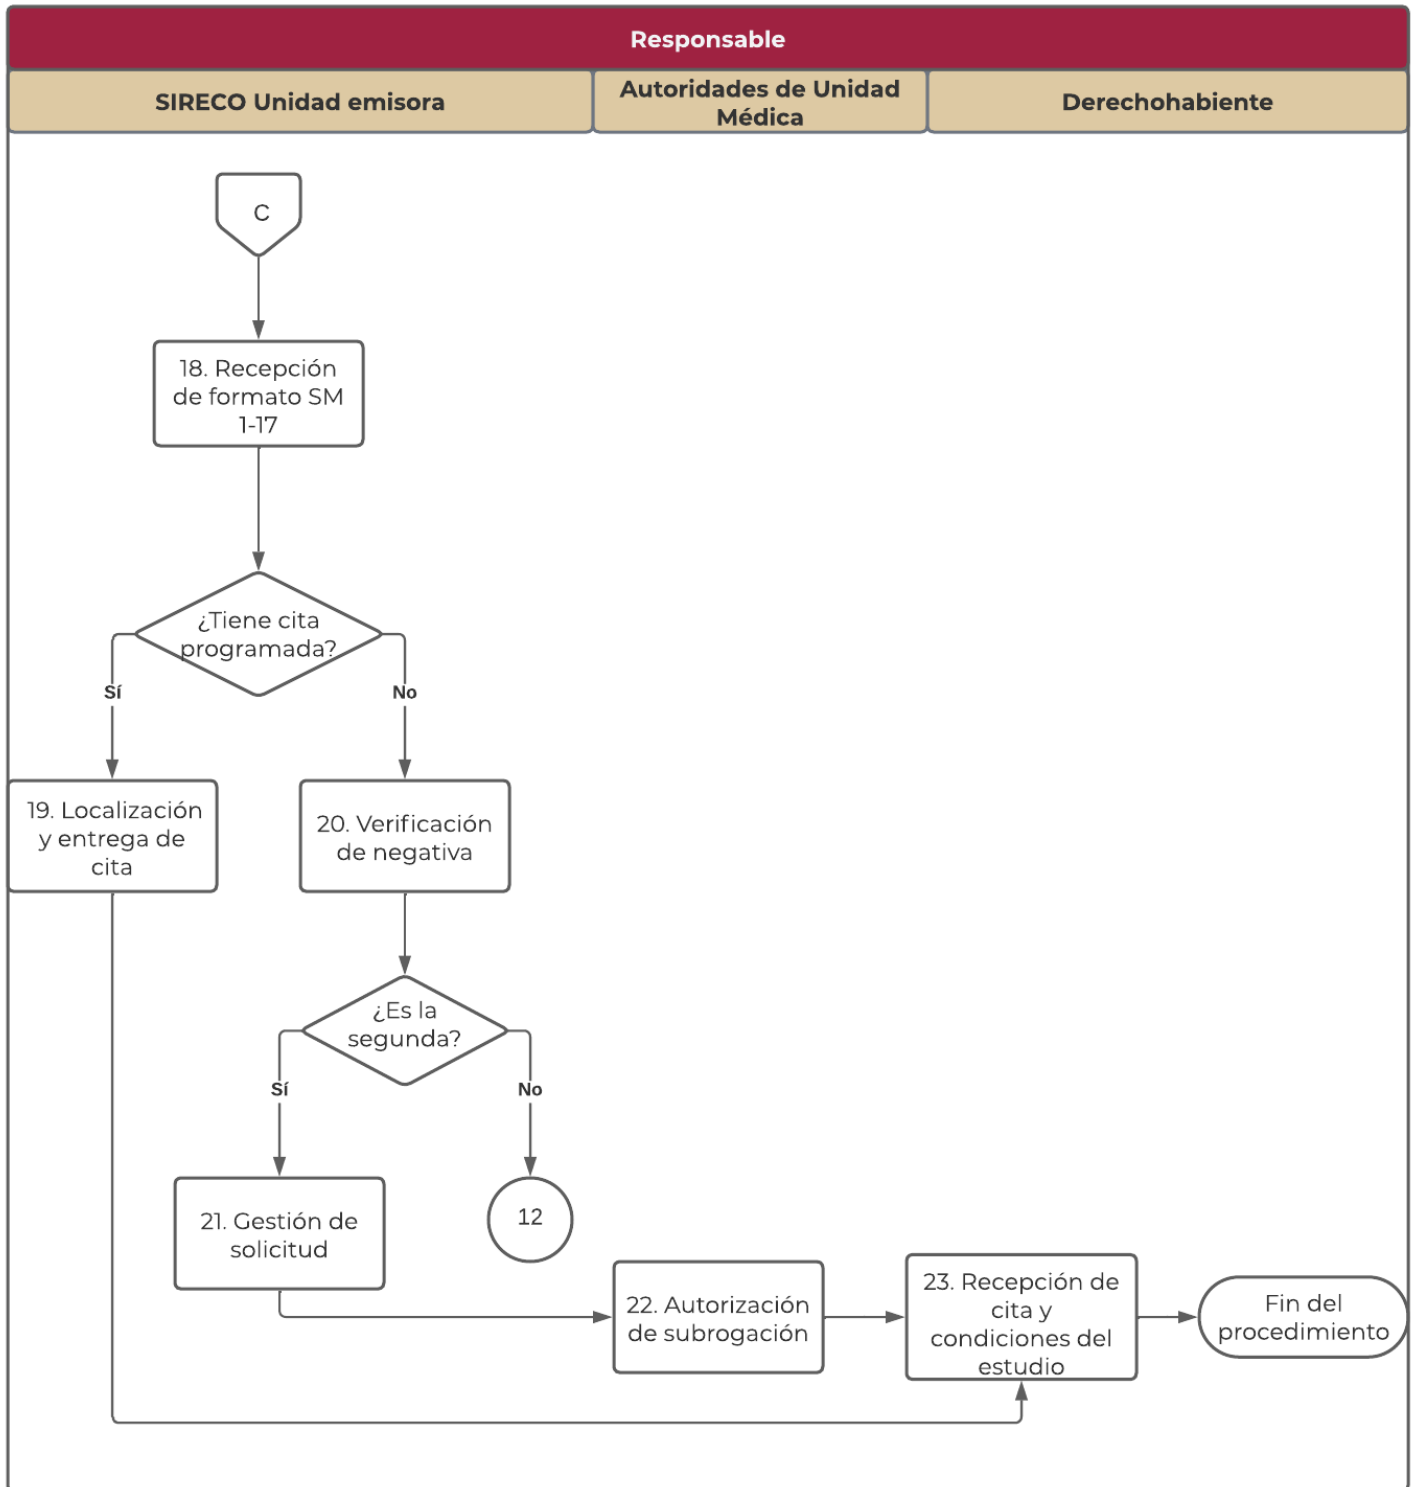 Responsable
SIRECO Unidad emisora
Autoridades de Unidad
Médica
Derechohabiente
C
18. Recepción
de formato SM
1-17
¿Tiene cita
programada?
Sí
No
19. Localización
y entrega de
cita
20. Verificación
de negativa
¿Es la
segunda?
Sí
No
21. Gestión de
solicitud
12
22. Autorización
de subrogación
23. Recepción de
cita y
condiciones del
estudio
Fin del
procedimiento